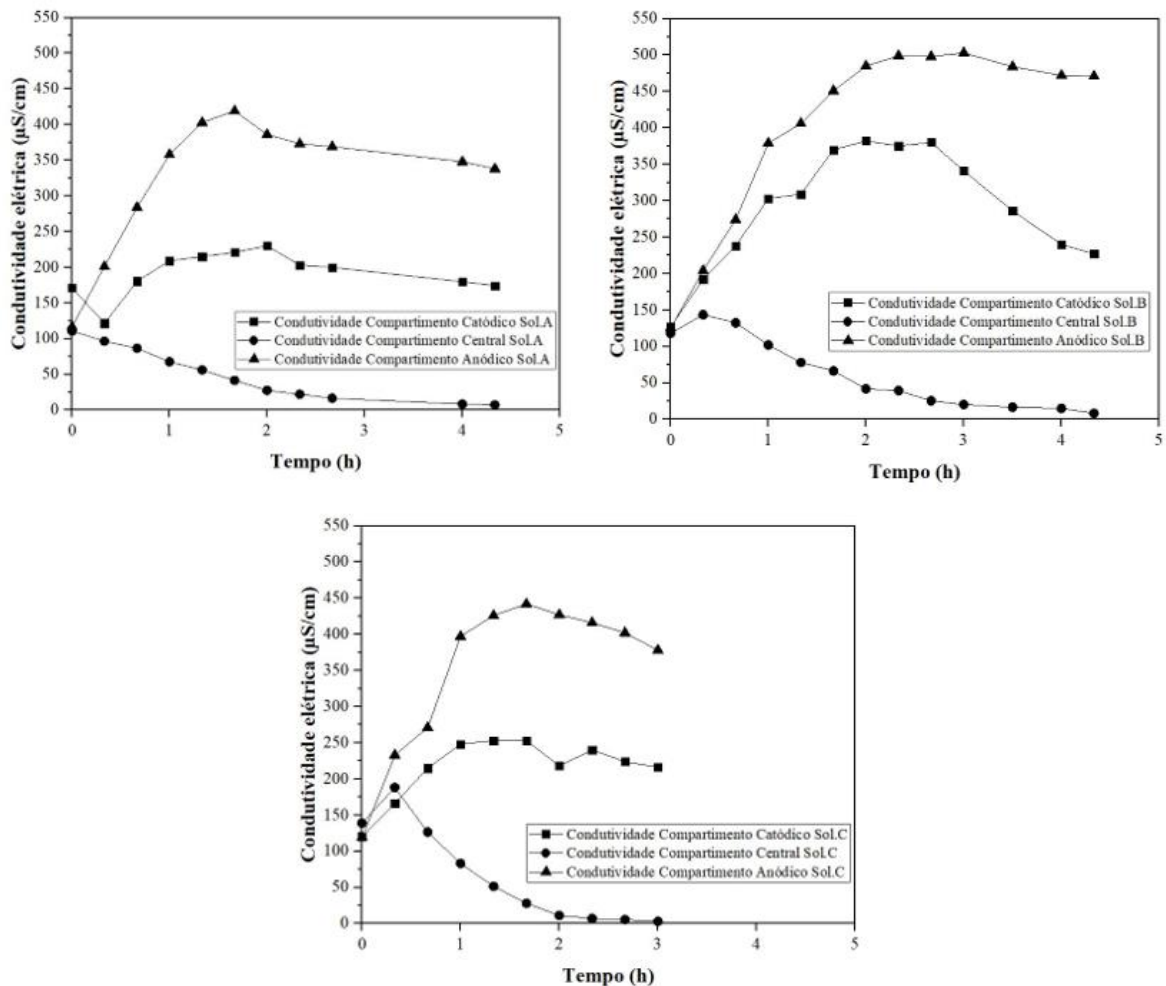 550
500
450
400
350
300
250
200
150
100
50
0
Condutividade elétrica (µS/cm)
Condutividade Compartimento Catódico Sol.A
Condutividade Compartimento Central Sol.A
Condutividade Compartimento Anódico Sol.A
0 1 2 3 4 5
Tempo (h)
550
500
450
400
350
300
250
200
150
100
50
0
Condutividade elétrica (µS/cm)
Condutividade Compartimento Catódico Sol.B
Condutividade Compartimento Central Sol.B
Condutividade Compartimento Anódico Sol.B
0 1 2 3 4 5
Tempo (h)
550
500
450
400
350
300
250
200
150
100
50
0
Condutividade elétrica (µS/cm)
Condutividade Compartimento Catódico Sol.C
Condutividade Compartimento Central Sol.C
Condutividade Compartimento Anódico Sol.C
0 1 2 3 4 5
Tempo (h)